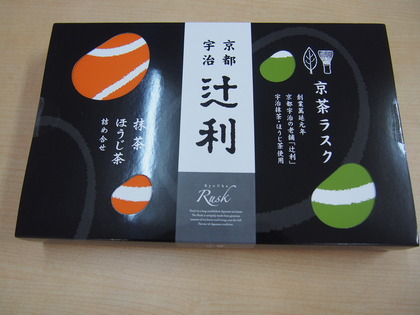 京茶ラスク
創業萬延元年
京都宇治の老舗「辻利」
宇治抹茶・ほうじ茶使用
京都
宇治
辻利
抹茶
ほうじ茶
詰め合せ
Kyocha
Rusk